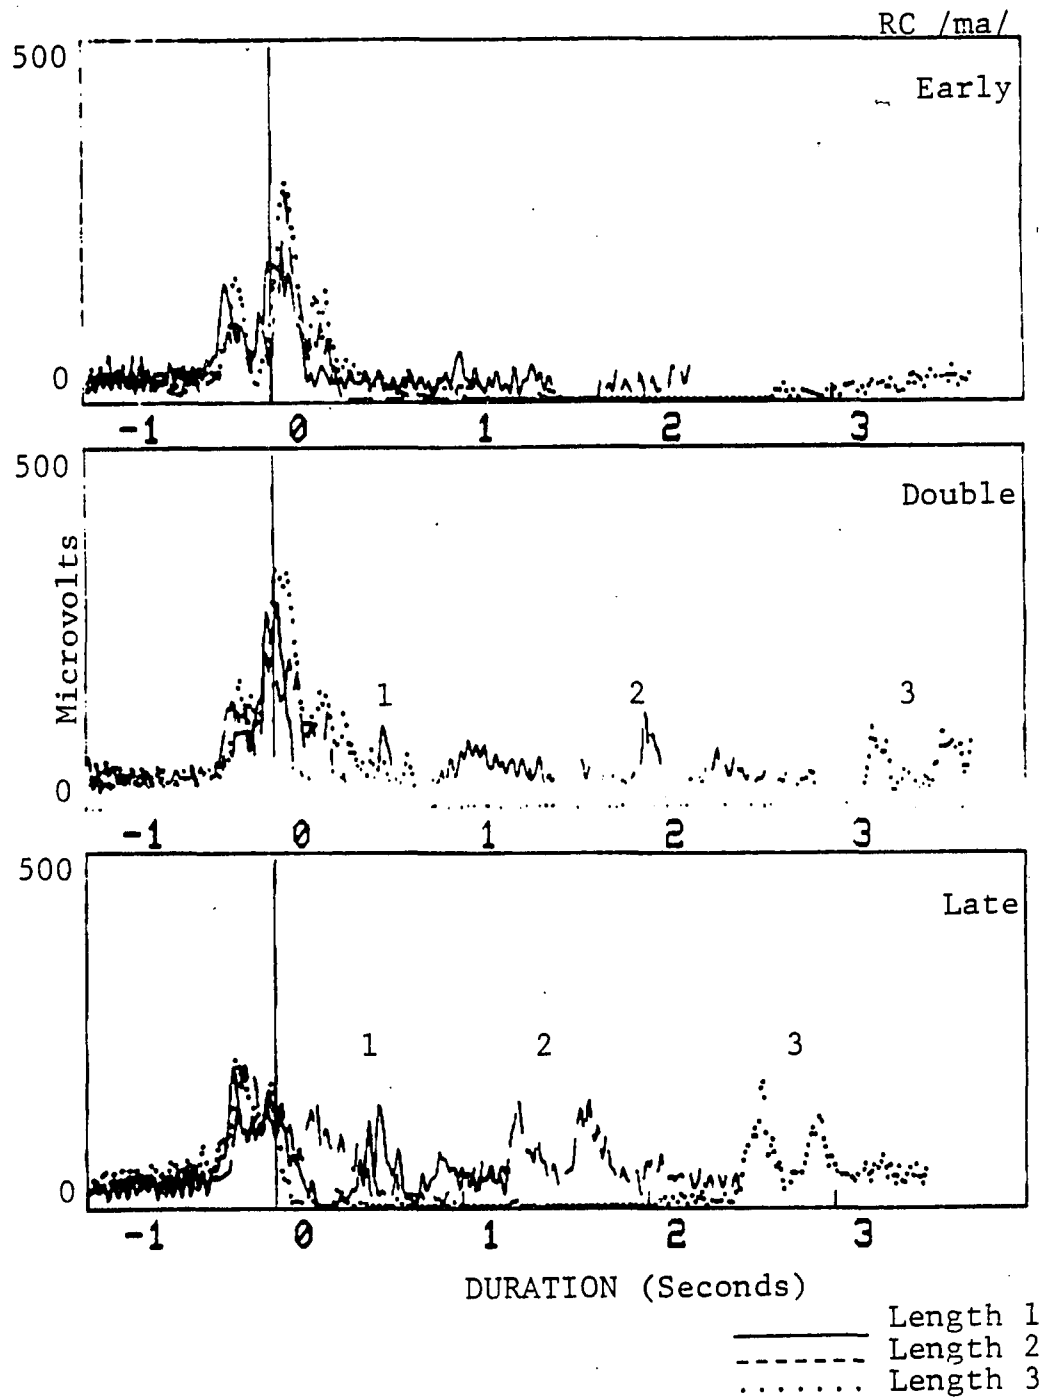 RC /ma/
500
Early
0
-1 0 1 2 3
500
Double
Microvolts
1 2 3
0
-1 0 1 2 3
500
Late
1 2 3
0
-1 0 1 2 3
DURATION (Seconds)
Length 1
Length 2
Length 3